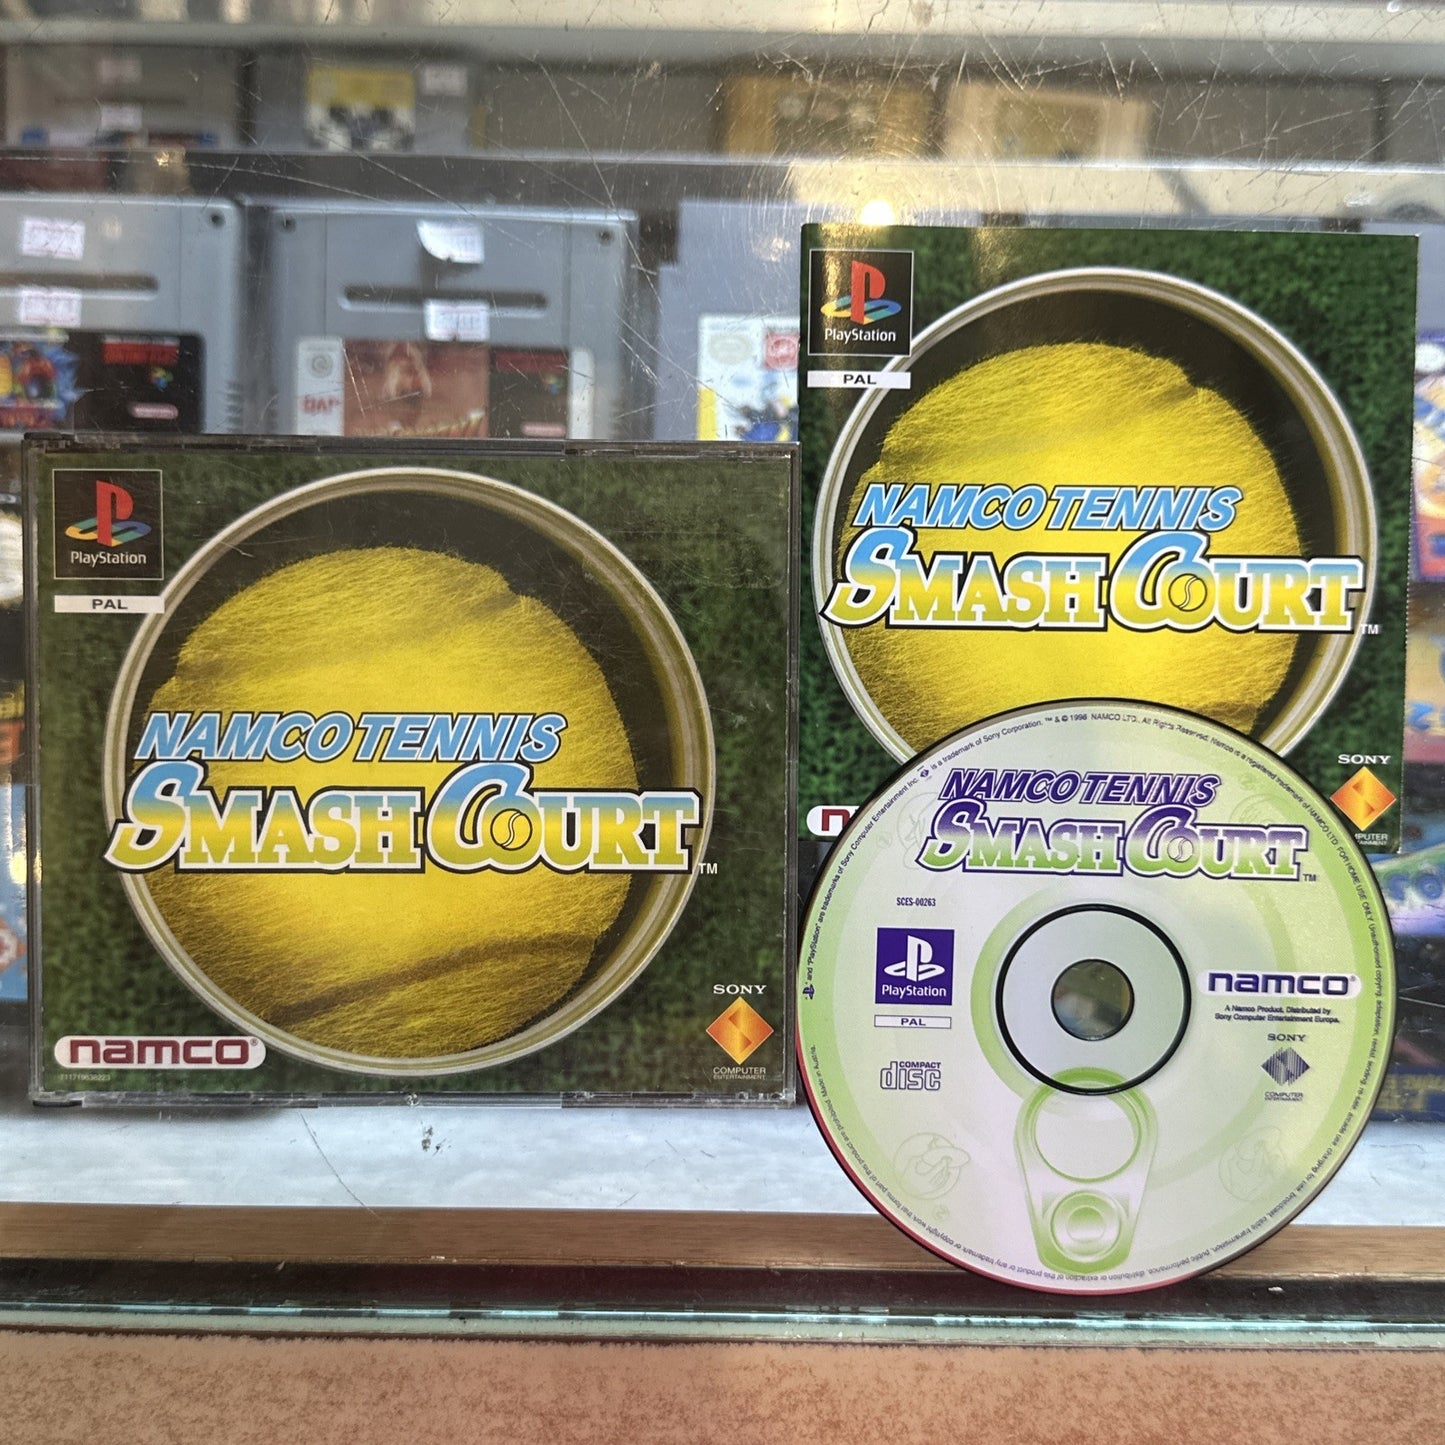 PlayStation
PAL
NAMCO TENNIS
SMASH COURT
TM
namco®
711719638223
SONY
COMPUTER
ENTERTAINMENT
PlayStation
PAL
NAMCO TENNIS
SMASH COURT
TM
SONY
NAMCO TENNIS
SMASH COURT
TM
SCES-00263
PlayStation
PAL
COMPACT
disc
namco®
A Namco Product. Distributed by
Sony Computer Entertainment Europe.
SONY
COMPUTER
ENTERTAINMENT